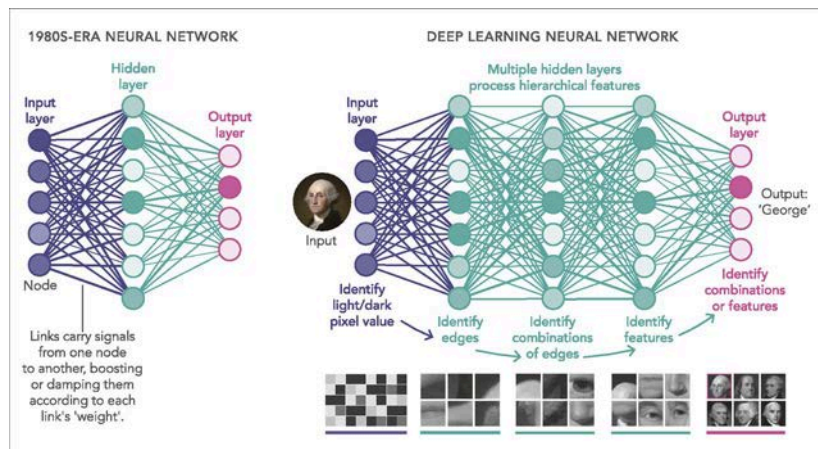 1980S-ERA NEURAL NETWORK
Hidden
layer
Input
layer
Output
layer
Node
Links carry signals
from one node
to another, boosting
or damping them
according to each
link's 'weight'.
DEEP LEARNING NEURAL NETWORK
Multiple hidden layers
process hierarchical features
Input
layer
Output
layer
Input
Output:
'George'
Identify
light/dark
pixel value
Identify
edges
Identify
combinations
of edges
Identify
features
Identify
combinations
or features